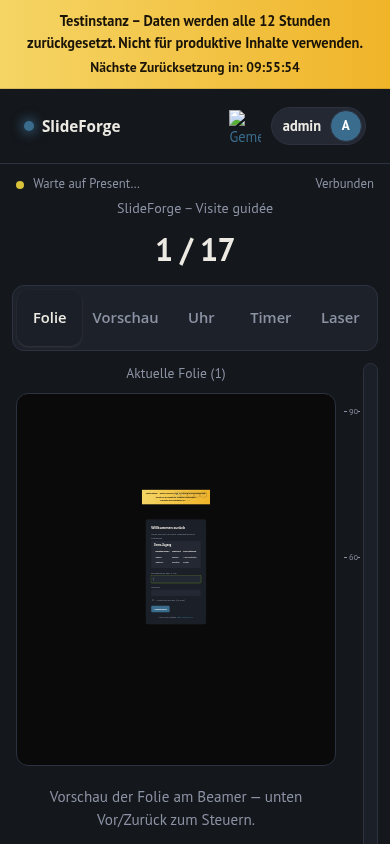 Testinstanz – Daten werden alle 12 Stunden
zurückgesetzt. Nicht für produktive Inhalte verwenden.
Nächste Zurücksetzung in: 09:55:54
SlideForge
Geme
admin
A
Warte auf Present…
Verbunden
SlideForge – Visite guidée
1 / 17
Folie
Vorschau
Uhr
Timer
Laser
Aktuelle Folie (1)
90
60
Willkommen zurück
Vorschau der Folie am Beamer — unten
Vor/Zurück zum Steuern.